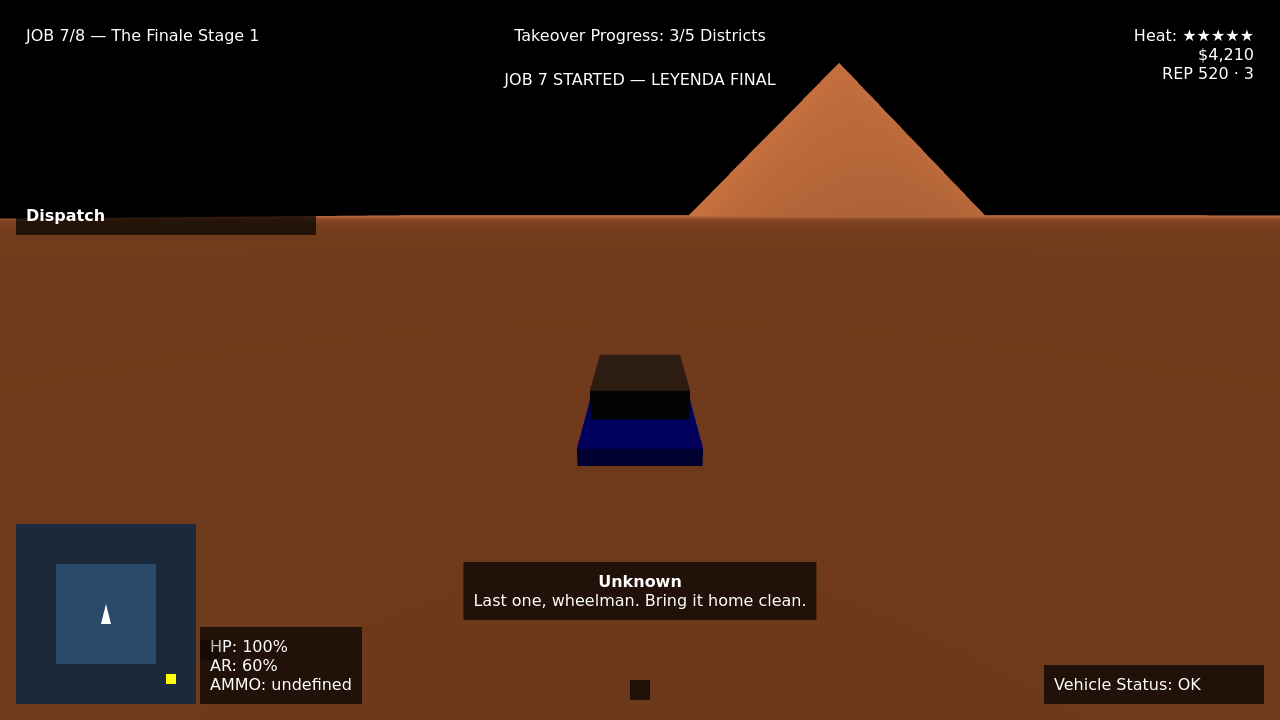 JOB 7/8 — The Finale Stage 1
Takeover Progress: 3/5 Districts
Heat: ★★★★★
$4,210
REP 520 · 3
JOB 7 STARTED — LEYENDA FINAL
Dispatch
Unknown
Last one, wheelman. Bring it home clean.
HP: 100%
AR: 60%
AMMO: undefined
Vehicle Status: OK